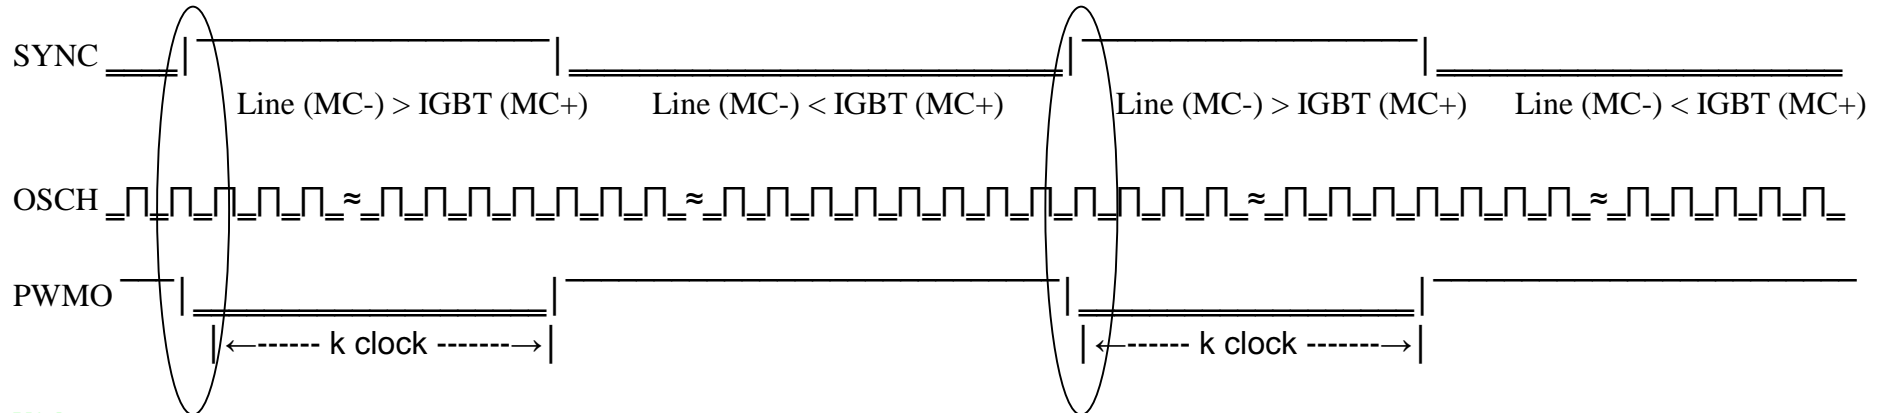 SYNC
Line (MC-) > IGBT (MC+) Line (MC-) < IGBT (MC+) Line (MC-) > IGBT (MC+) Line (MC-) < IGBT (MC+)
OSCH ≈ ≈ ≈ ≈
PWMO
|←------ k clock -------→| |←------ k clock -------→|